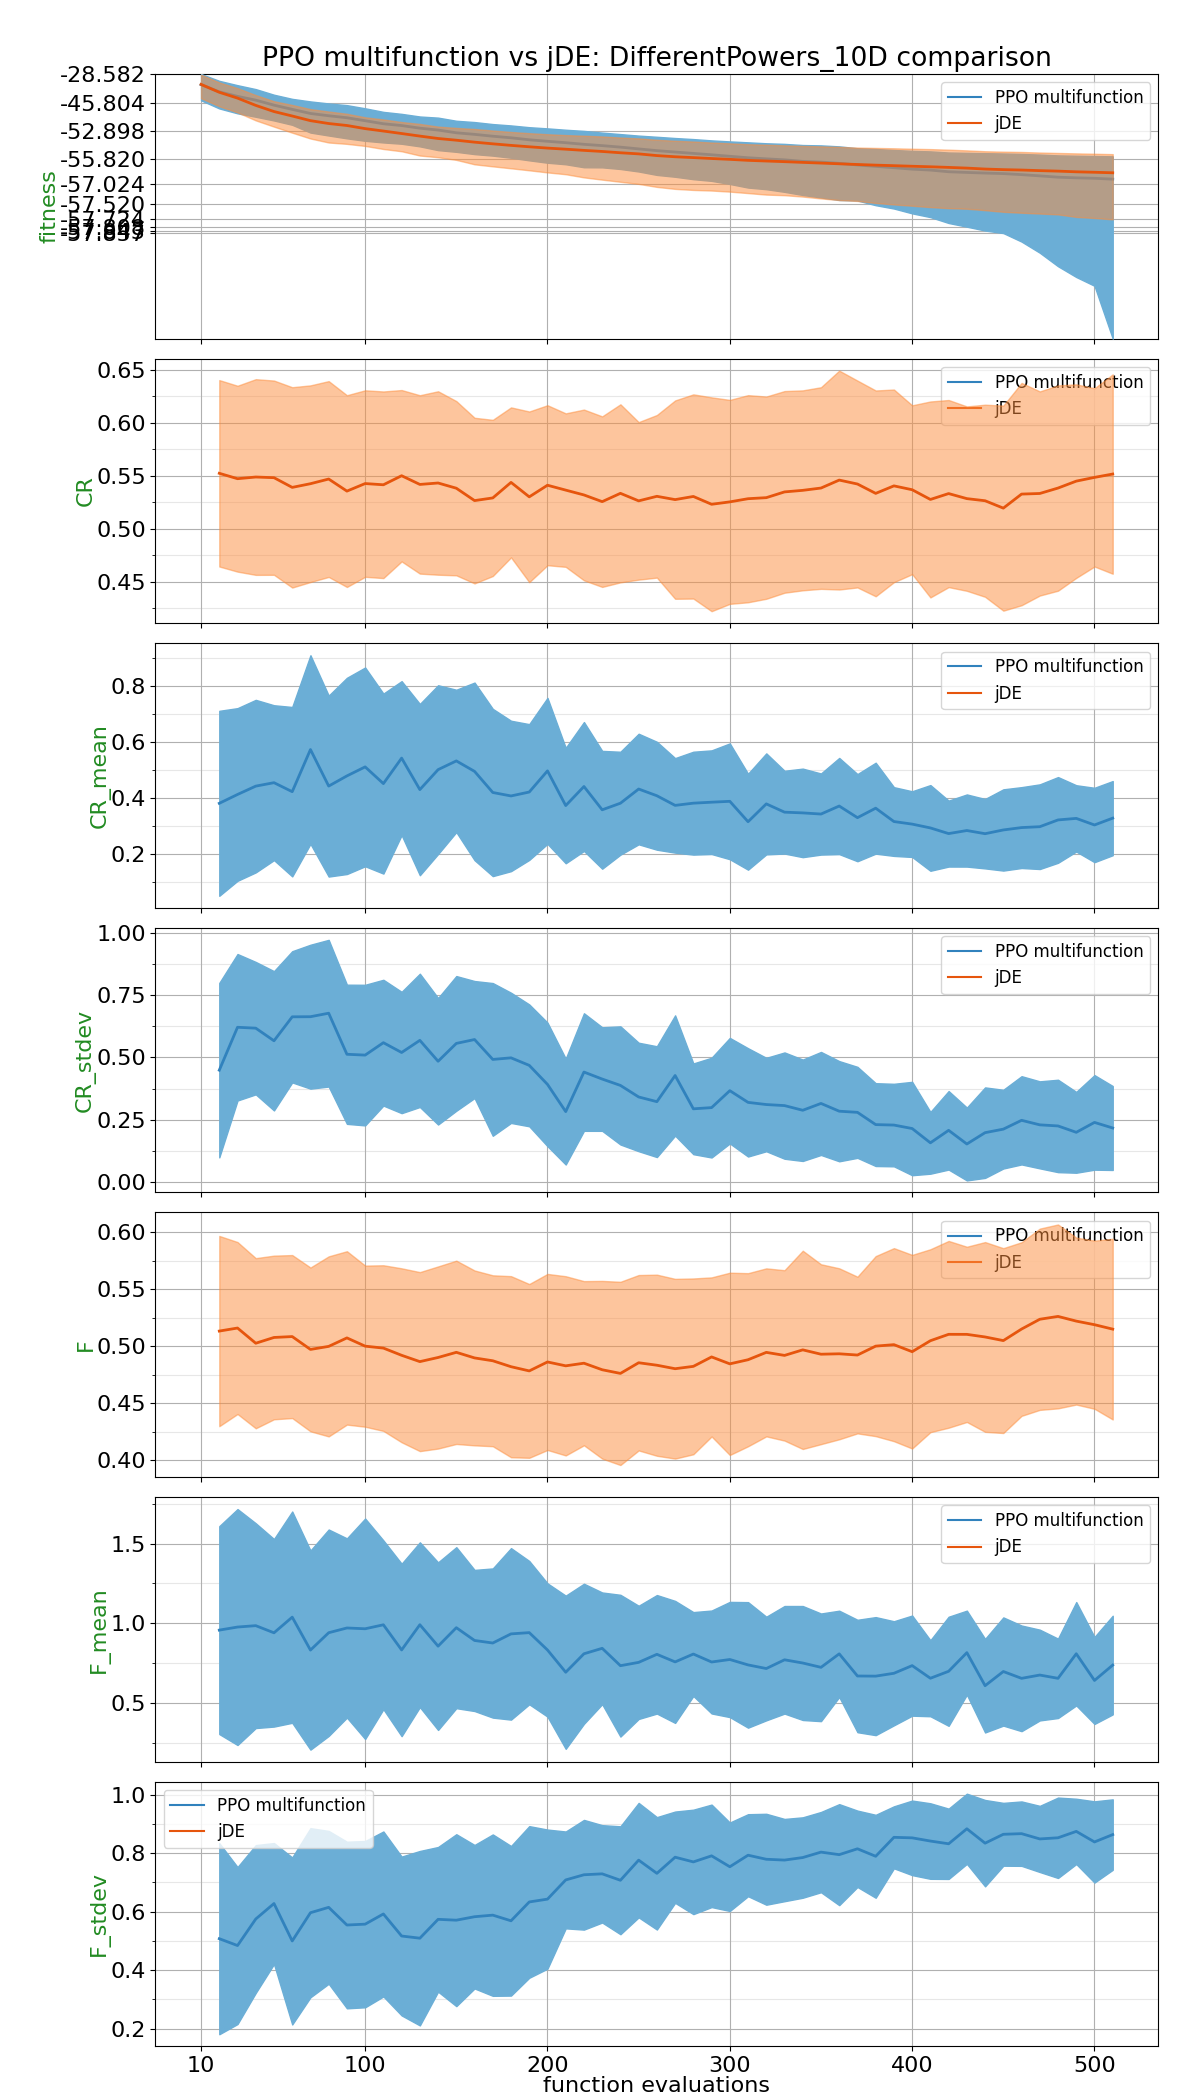 PPO multifunction vs jDE: DifferentPowers_10D comparison
-28.582
-45.804
-52.898
-55.820
-57.024
-57.520
-57.724
fitness
PPO multifunction
jDE
0.65
0.60
0.55
0.50
0.45
CR
PPO multifunction
jDE
0.8
0.6
0.4
0.2
CR_mean
PPO multifunction
jDE
1.00
0.75
0.50
0.25
0.00
CR_stdev
PPO multifunction
jDE
0.60
0.55
0.50
0.45
0.40
F
PPO multifunction
jDE
1.5
1.0
0.5
F_mean
PPO multifunction
jDE
1.0
0.8
0.6
0.4
0.2
F_stdev
PPO multifunction
jDE
10 100 200 300 400 500
function evaluations